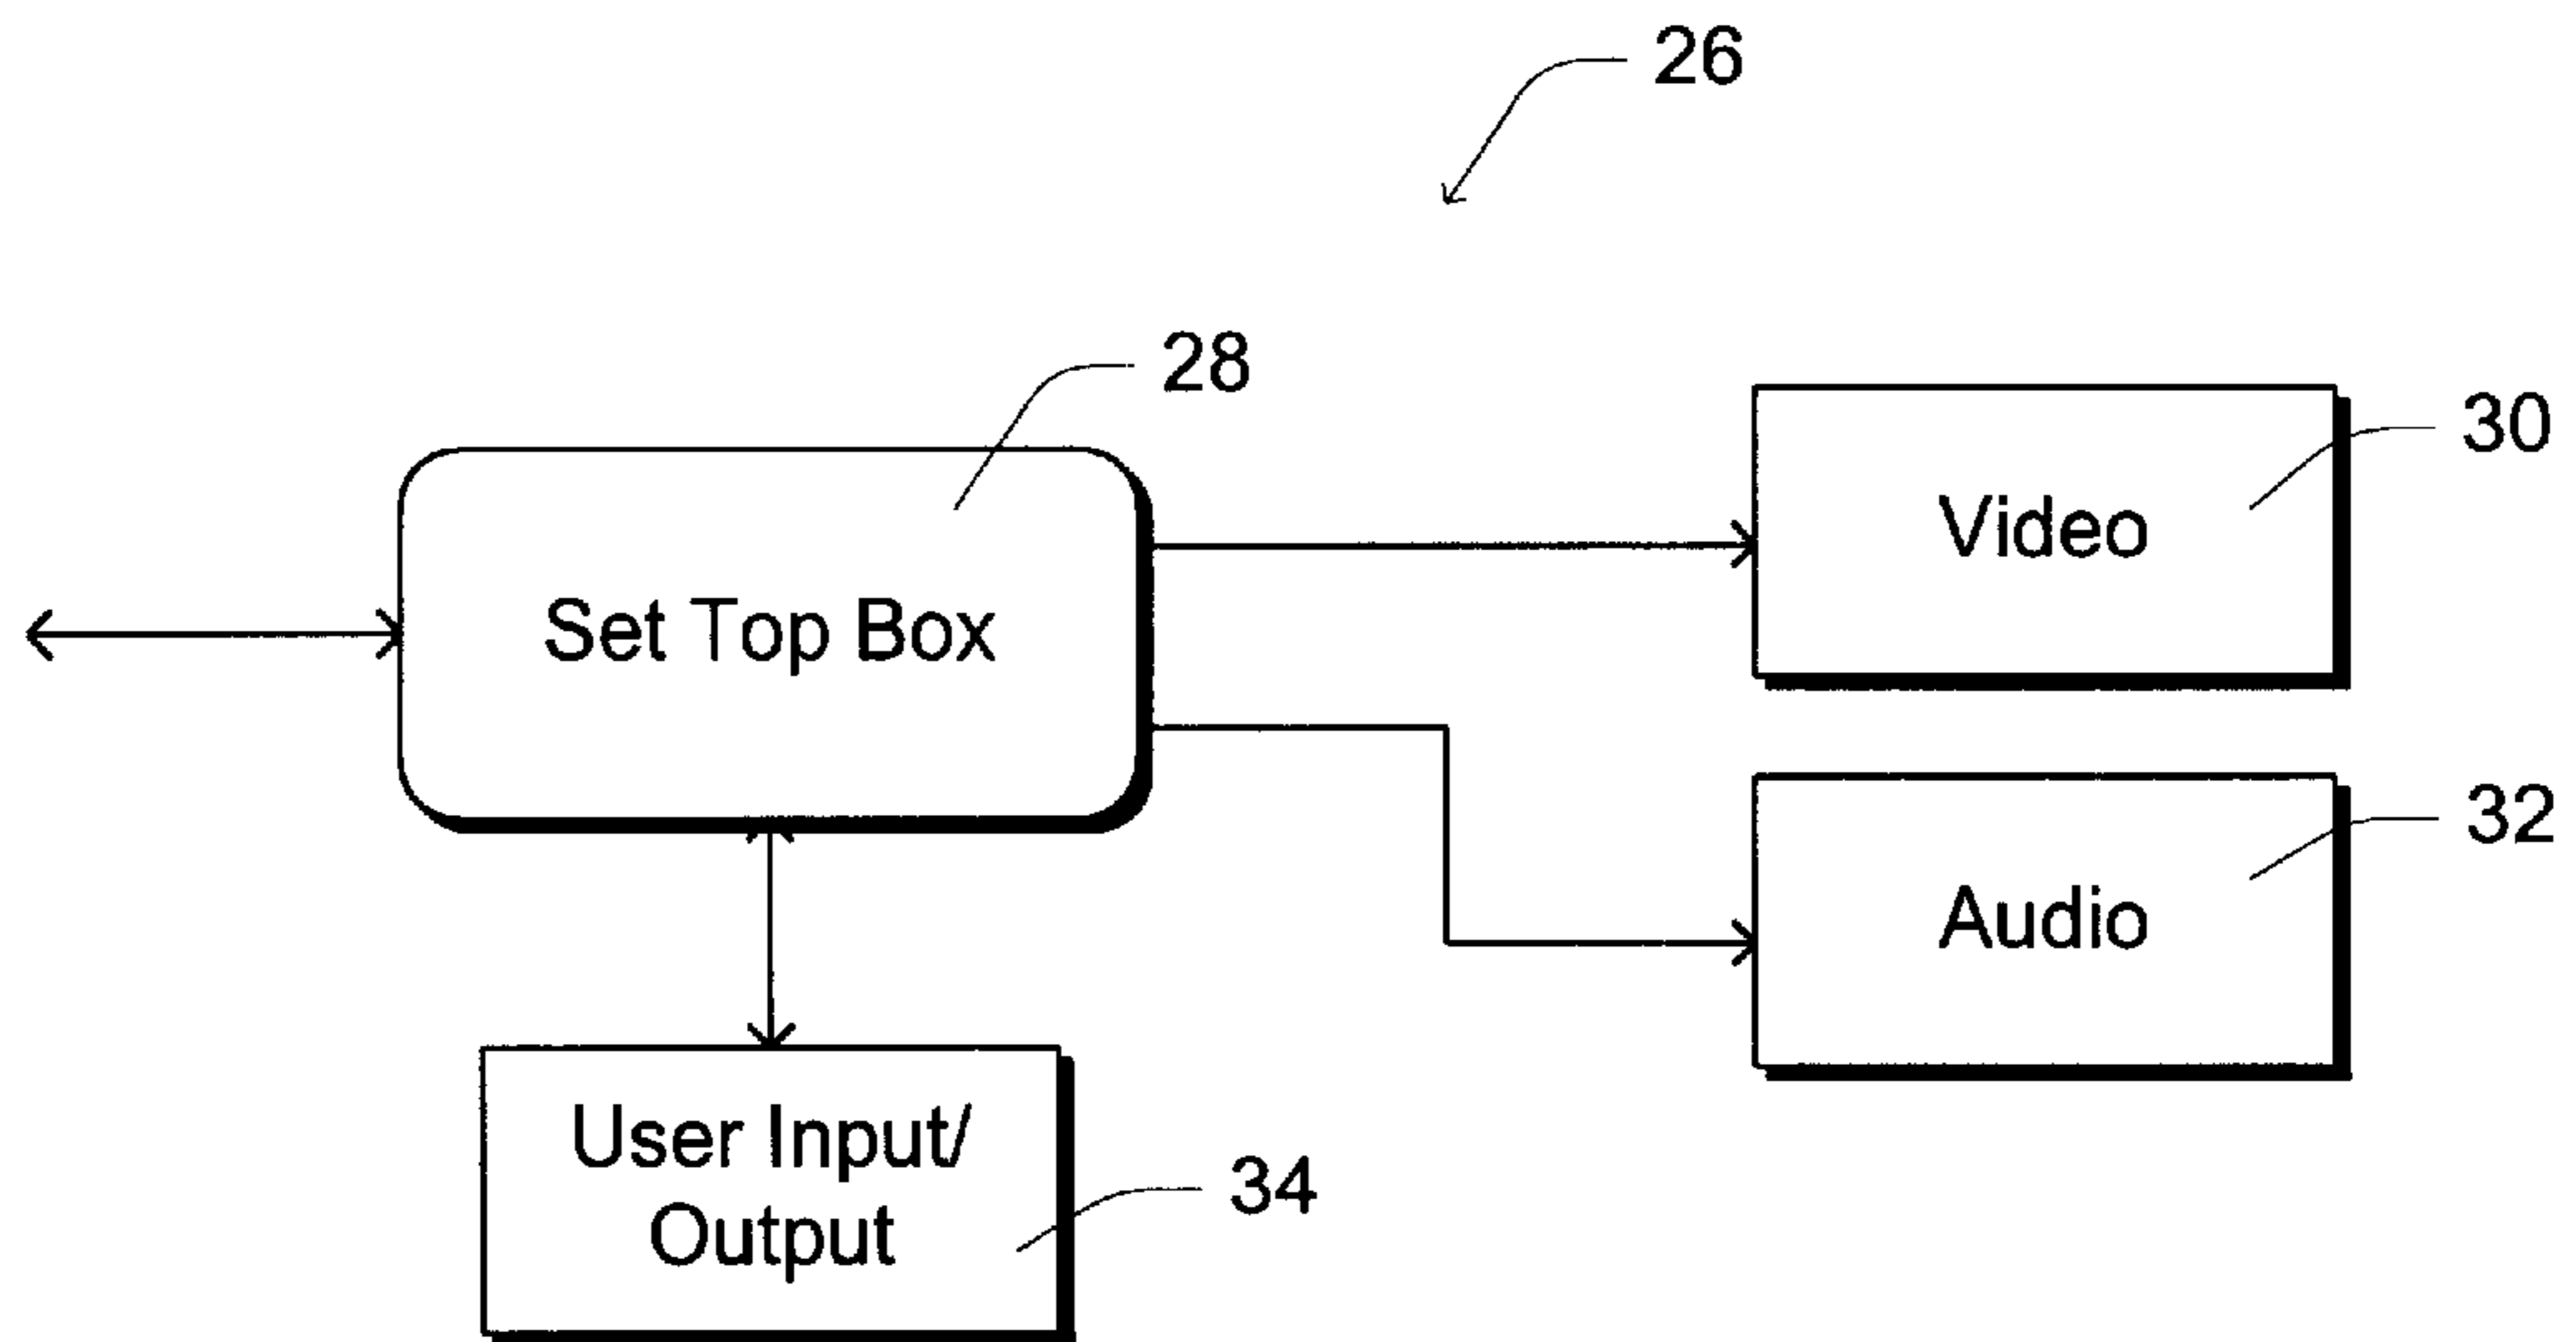 26
28
30
Video
Set Top Box
32
Audio
User Input/
Output
34